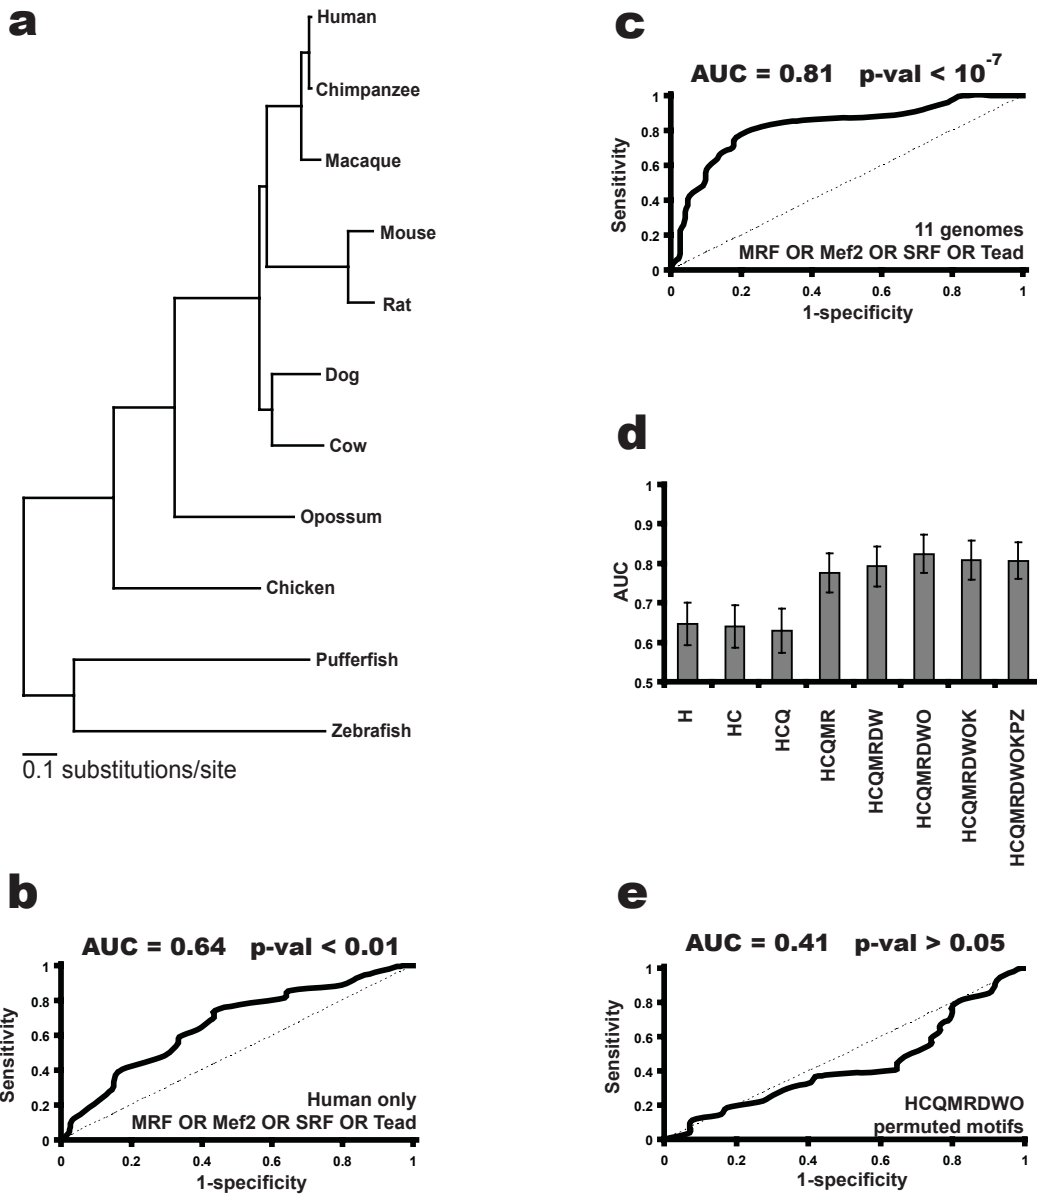 a
Human
Chimpanzee
Macaque
Mouse
Rat
Dog
Cow
Opossum
Chicken
Pufferfish
Zebrafish
0.1 substitutions/site
b
AUC = 0.64 p-val < 0.01
Sensitivity
1
0.8
0.6
0.4
0.2
0
Human only
MRF OR Mef2 OR SRF OR Tead
0 0.2 0.4 0.6 0.8 1
1-specificity
c
AUC = 0.81 p-val < 10-7
Sensitivity
1
0.8
0.6
0.4
0.2
0
11 genomes
MRF OR Mef2 OR SRF OR Tead
0 0.2 0.4 0.6 0.8 1
1-specificity
d
AUC
1
0.9
0.8
0.7
0.6
0.5
H
HC
HCQ
HCQMR
HCQMRDW
HCQMRDWO
HCQMRDWOK
HCQMRDWOKPZ
e
AUC = 0.41 p-val > 0.05
Sensitivity
1
0.8
0.6
0.4
0.2
0
HCQMRDWO
permuted motifs
0 0.2 0.4 0.6 0.8 1
1-specificity